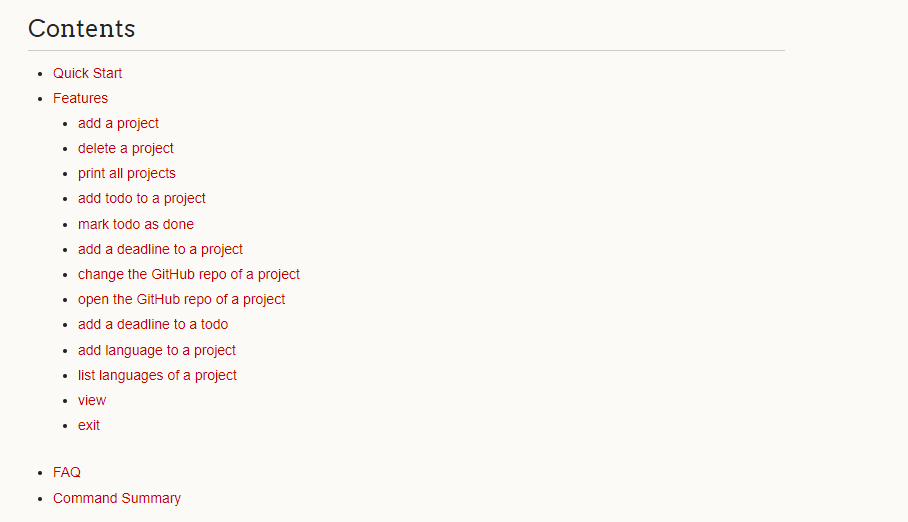 Contents
Quick Start
Features
add a project
delete a project
print all projects
add todo to a project
mark todo as done
add a deadline to a project
change the GitHub repo of a project
open the GitHub repo of a project
add a deadline to a todo
add language to a project
list languages of a project
view
exit
FAQ
Command Summary